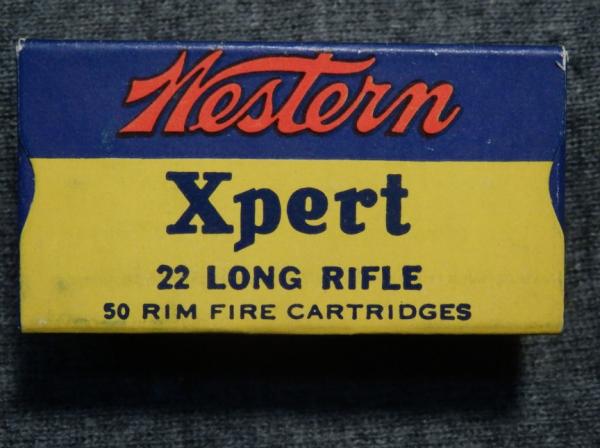 Western
Xpert
22 LONG RIFLE
50 RIM FIRE CARTRIDGES